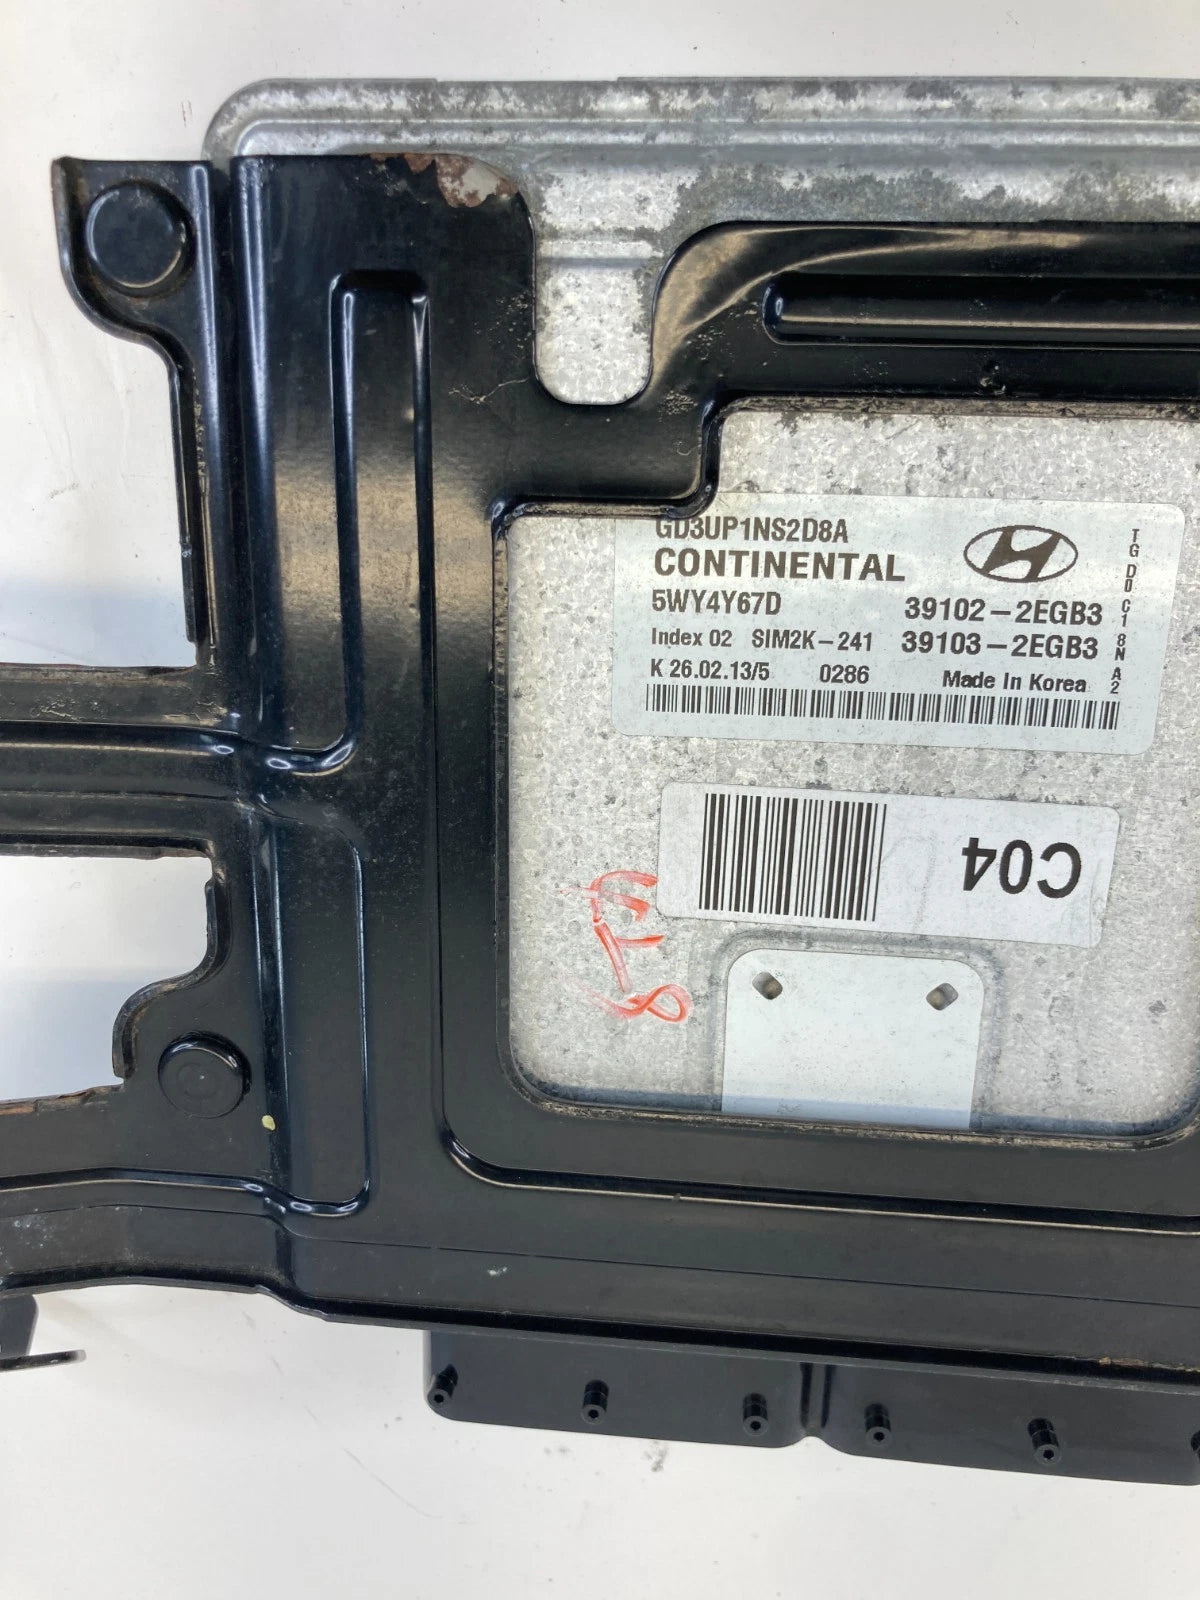 GD3UP1NS2D8A
CONTINENTAL
5WY4Y67D 39102-2EGB3
Index 02 SIM2K-241 39103-2EGB3
K 26.02.13/5 0286 Made In Korea
TG DD C1 8N A2
C04